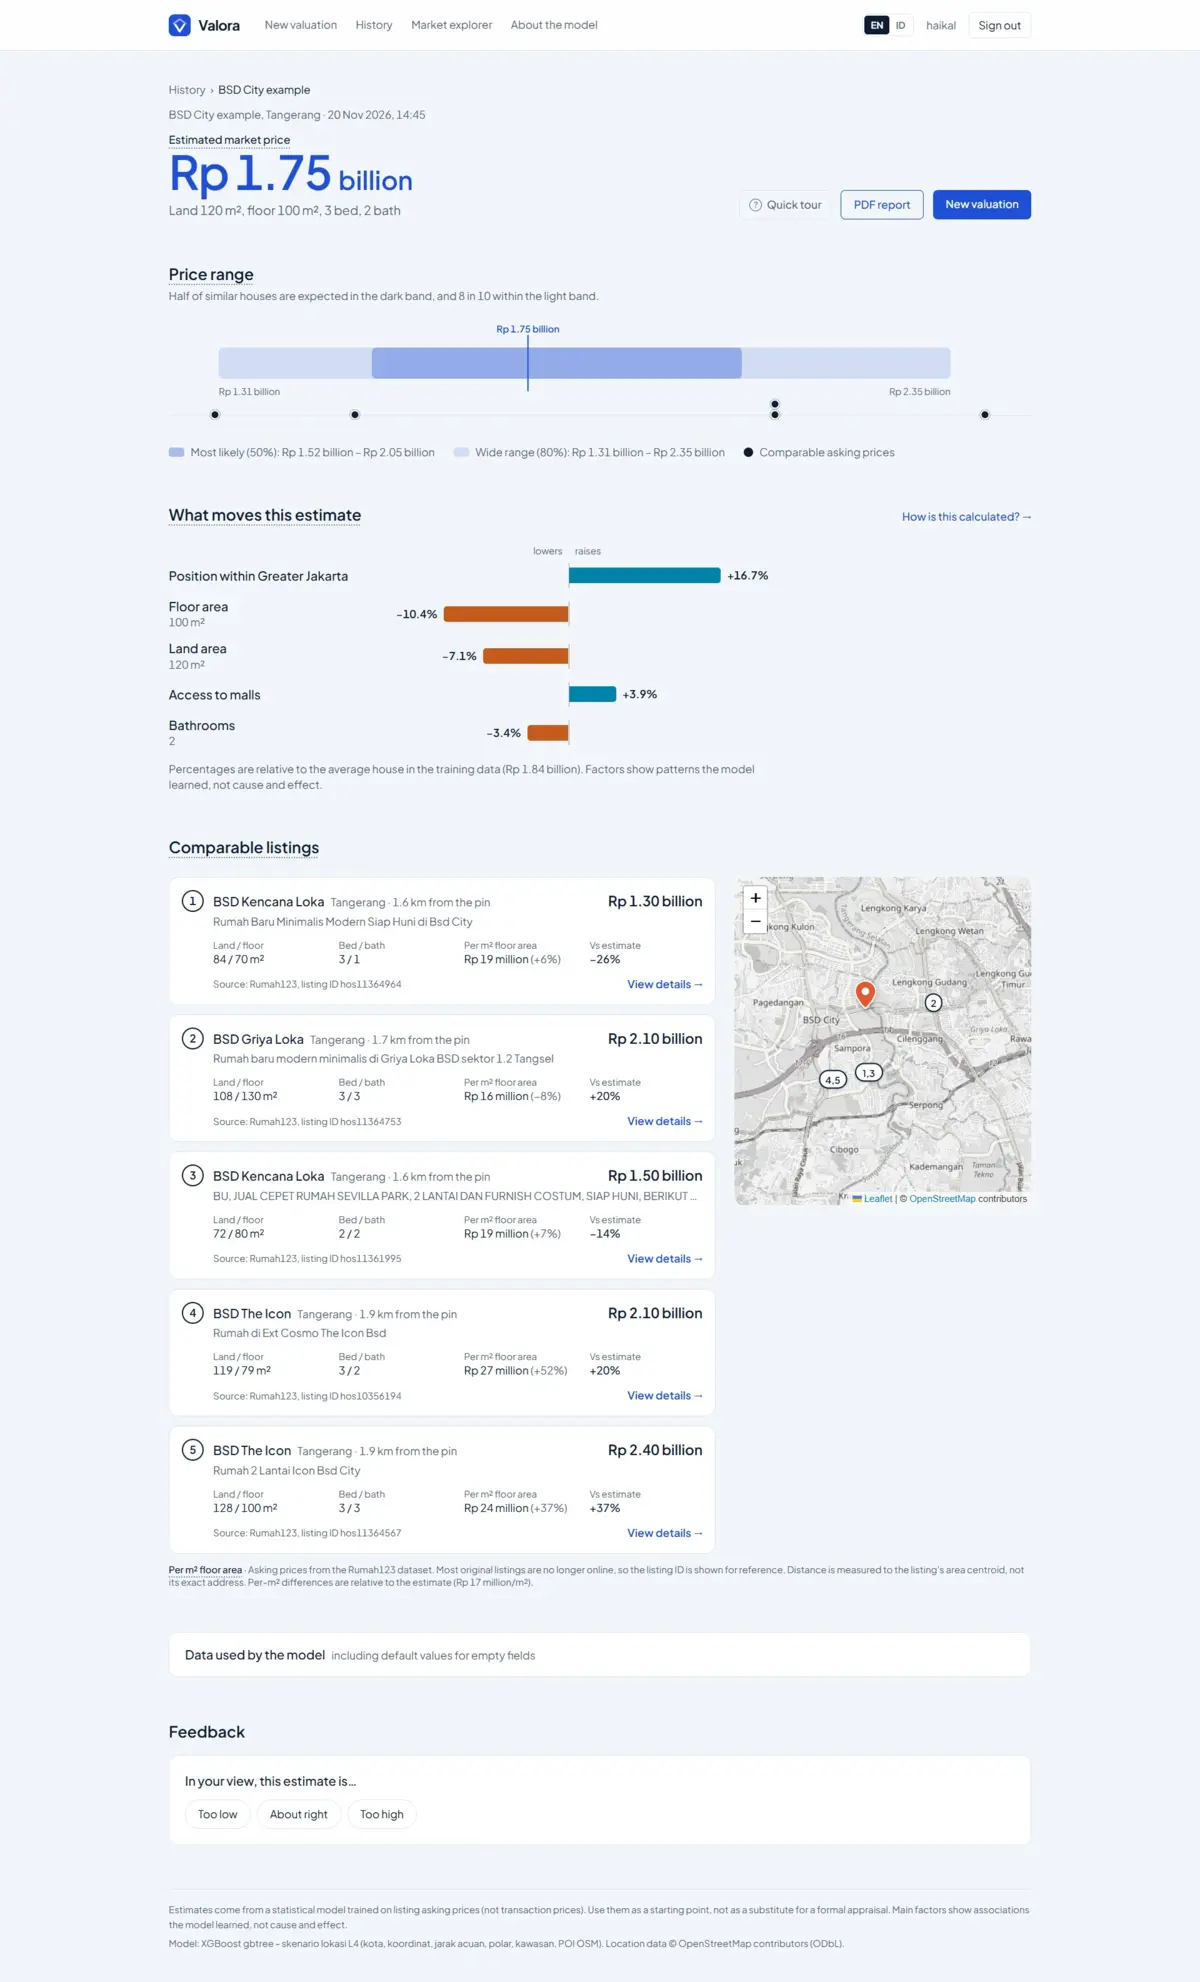 Valora
New valuation
History
Market explorer
About the model
EN
ID
haikal
Sign out
History › BSD City example
BSD City example, Tangerang · 20 Nov 2026, 14:45
Estimated market price
Rp 1.75 billion
Land 120 m², floor 100 m², 3 bed, 2 bath
? Quick tour
PDF report
New valuation
Price range
Half of similar houses are expected in the dark band, and 8 in 10 within the light band.
Rp 1.75 billion
Rp 1.31 billion
Rp 2.35 billion
Most likely (50%): Rp 1.52 billion – Rp 2.05 billion
Wide range (80%): Rp 1.31 billion – Rp 2.35 billion
Comparable asking prices
What moves this estimate
How is this calculated? →
lowers
raises
Position within Greater Jakarta
+16.7%
Floor area
100 m²
−10.4%
Land area
120 m²
−7.1%
Access to malls
+3.9%
Bathrooms
2
−3.4%
Percentages are relative to the average house in the training data (Rp 1.84 billion). Factors show patterns the model
learned, not cause and effect.
Comparable listings
1
BSD Kencana Loka Tangerang · 1.6 km from the pin
Rp 1.30 billion
Rumah Baru Minimalis Modern Siap Huni di Bsd City
Land / floor
Bed / bath
Per m² floor area
Vs estimate
84 / 70 m²
3 / 1
Rp 19 million (+6%)
−26%
Source: Rumah123, listing ID hos11364964
View details →
2
BSD Griya Loka Tangerang · 1.7 km from the pin
Rp 2.10 billion
Rumah baru modern minimalis di Griya Loka BSD sektor 1.2 Tangsel
Land / floor
Bed / bath
Per m² floor area
Vs estimate
108 / 130 m²
3 / 3
Rp 16 million (−8%)
+20%
Source: Rumah123, listing ID hos11364753
View details →
3
BSD Kencana Loka Tangerang · 1.6 km from the pin
Rp 1.50 billion
BU, JUAL CEPET RUMAH SEVILLA PARK, 2 LANTAI DAN FURNISH COSTUM, SIAP HUNI, BERIKUT ...
Land / floor
Bed / bath
Per m² floor area
Vs estimate
72 / 80 m²
2 / 2
Rp 19 million (+7%)
−14%
Source: Rumah123, listing ID hos11361995
View details →
4
BSD The Icon Tangerang · 1.9 km from the pin
Rp 2.10 billion
Rumah di Ext Cosmo The Icon Bsd
Land / floor
Bed / bath
Per m² floor area
Vs estimate
119 / 79 m²
3 / 2
Rp 27 million (+52%)
+20%
Source: Rumah123, listing ID hos10356194
View details →
5
BSD The Icon Tangerang · 1.9 km from the pin
Rp 2.40 billion
Rumah 2 Lantai Icon Bsd City
Land / floor
Bed / bath
Per m² floor area
Vs estimate
128 / 100 m²
3 / 3
Rp 24 million (+37%)
+37%
Source: Rumah123, listing ID hos11364567
View details →
+
−
Lengkong Karya
gkong Kulon
Tangerang Selatan
Lengkong Wetan
Lengkong Gudang
Lengkong Gu
Timur
Pagedangan
2
BSD City
Griya Loka
Cilenggang
Rawa
Sampora
4,5
1,3
Serpong
Cibogo
Kademangan
Taman
Tekno
Leaflet | © OpenStreetMap contributors
Per m² floor area · Asking prices from the Rumah123 dataset. Most original listings are no longer online, so the listing ID is shown for reference. Distance is measured to the listing's area centroid, not
its exact address. Per-m² differences are relative to the estimate (Rp 17 million/m²).
Data used by the model including default values for empty fields
Feedback
In your view, this estimate is…
Too low
About right
Too high
Estimates come from a statistical model trained on listing asking prices (not transaction prices). Use them as a starting point, not as a substitute for a formal appraisal. Main factors show associations
the model learned, not cause and effect.
Model: XGBoost gbtree – skenario lokasi L4 (kota, koordinat, jarak acuan, polar, kawasan, POI OSM). Location data © OpenStreetMap contributors (ODbL).